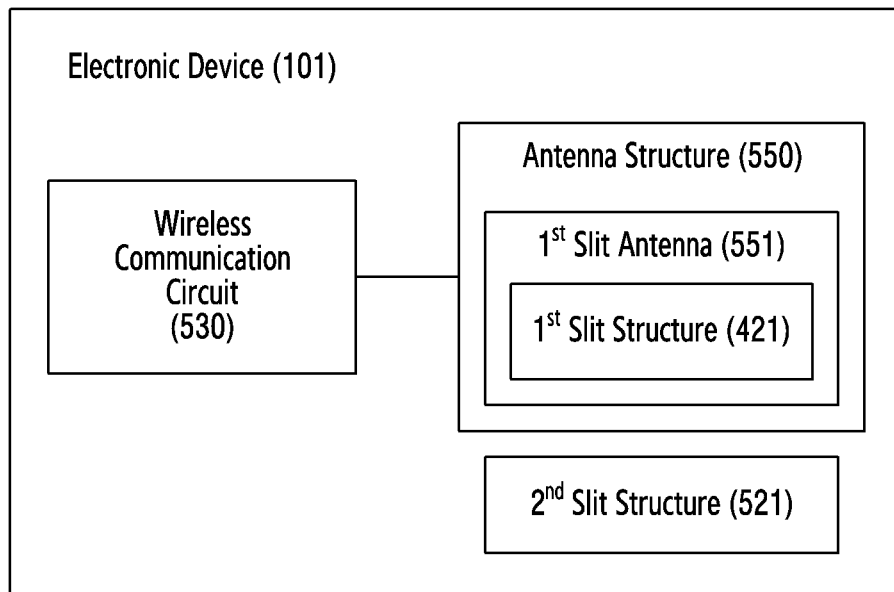 Electronic Device (101)
Antenna Structure (550)
Wireless
Communication
Circuit
(530)
1st Slit Antenna (551)
1st Slit Structure (421)
2nd Slit Structure (521)